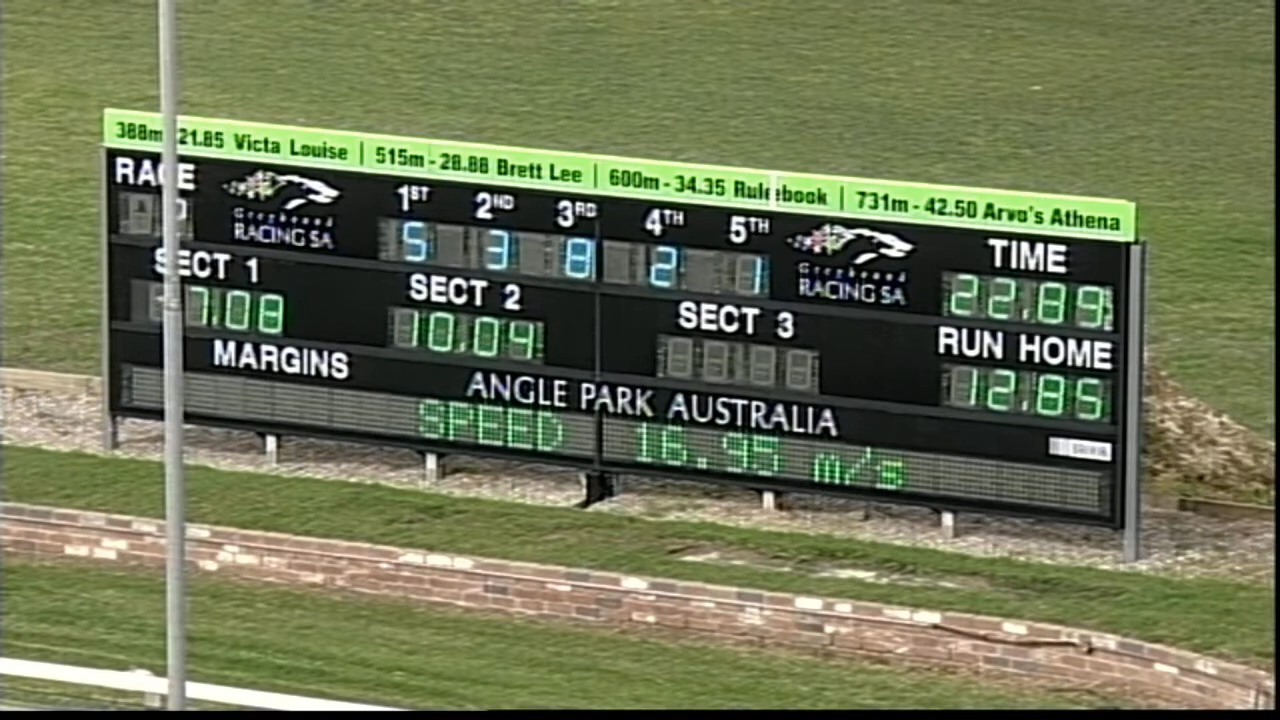 388m 21.85 Victa Louise | 515m - 28.88 Brett Lee | 600m - 34.35 Rulebook | 731m - 42.50 Arvo's Athena
RACE
Greyhound
RACING SA
1ST 2ND 3RD 4TH 5TH
5 3 8 2 1
Greyhound
RACING SA
TIME
22.89
SECT 1
7.08
SECT 2
10.04
SECT 3
RUN HOME
12.85
MARGINS
ANGLE PARK AUSTRALIA
SPEED 16.95 m/s